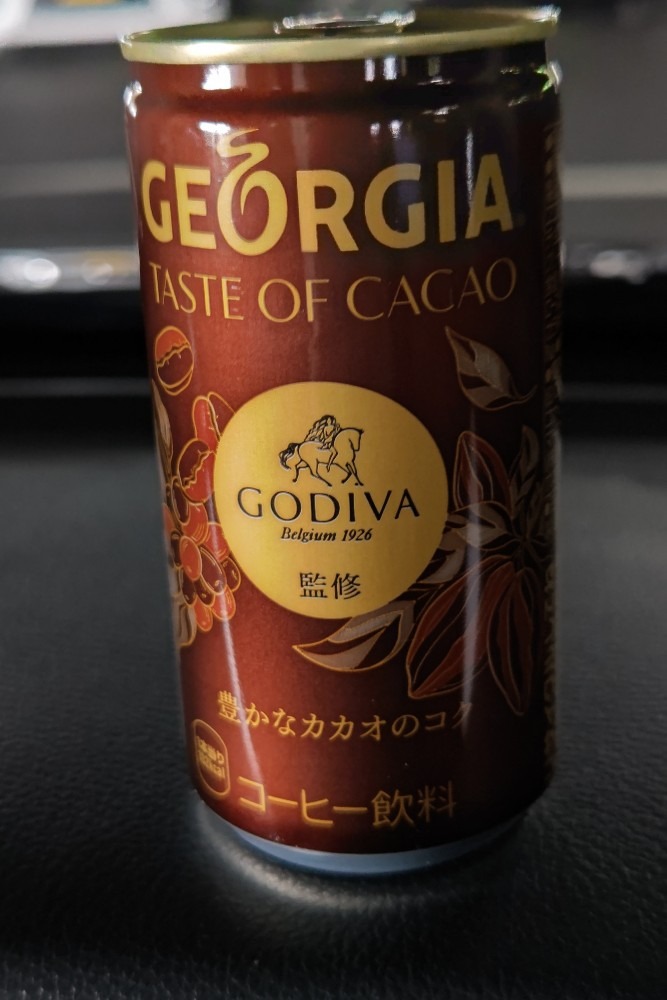 GEORGIA
TASTE OF CACAO
GODIVA
Belgium 1926
監修
豊かなカカオのコク
コーヒー飲料